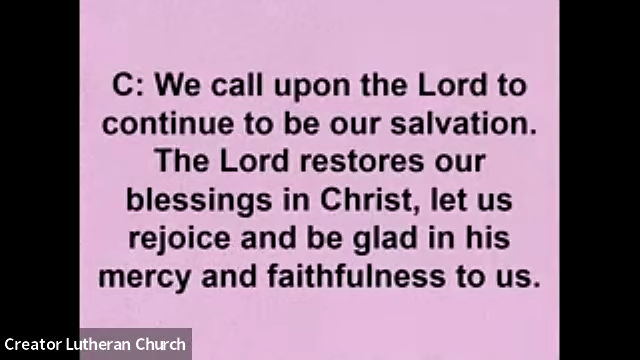 C: We call upon the Lord to
continue to be our salvation.
The Lord restores our
blessings in Christ, let us
rejoice and be glad in his
mercy and faithfulness to us.
Creator Lutheran Church